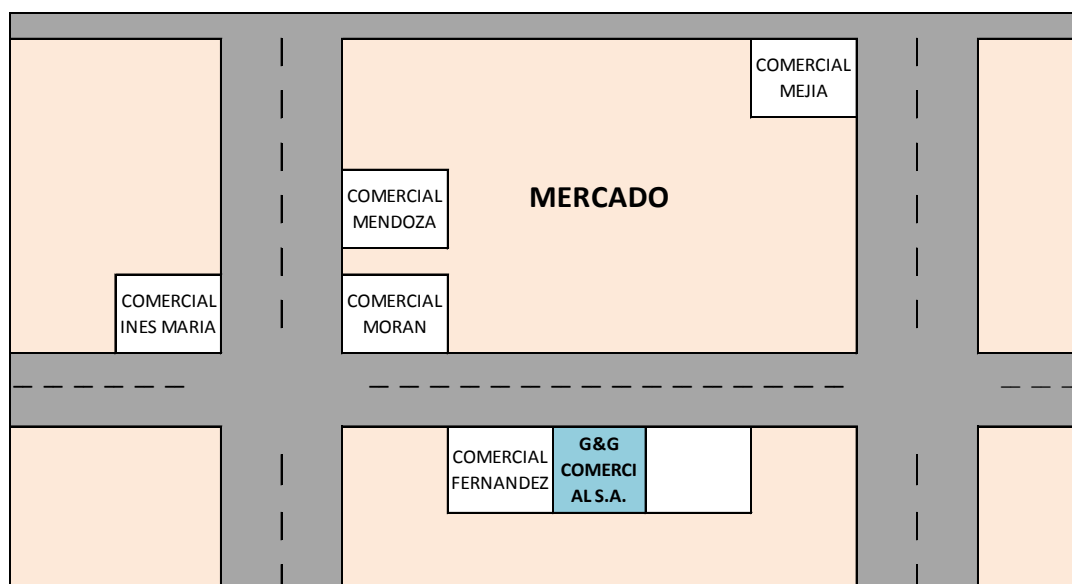 COMERCIAL
MEJIA
COMERCIAL
MENDOZA
MERCADO
COMERCIAL
INES MARIA
COMERCIAL
MORAN
COMERCIAL
FERNANDEZ
G&G
COMERCI
AL S.A.